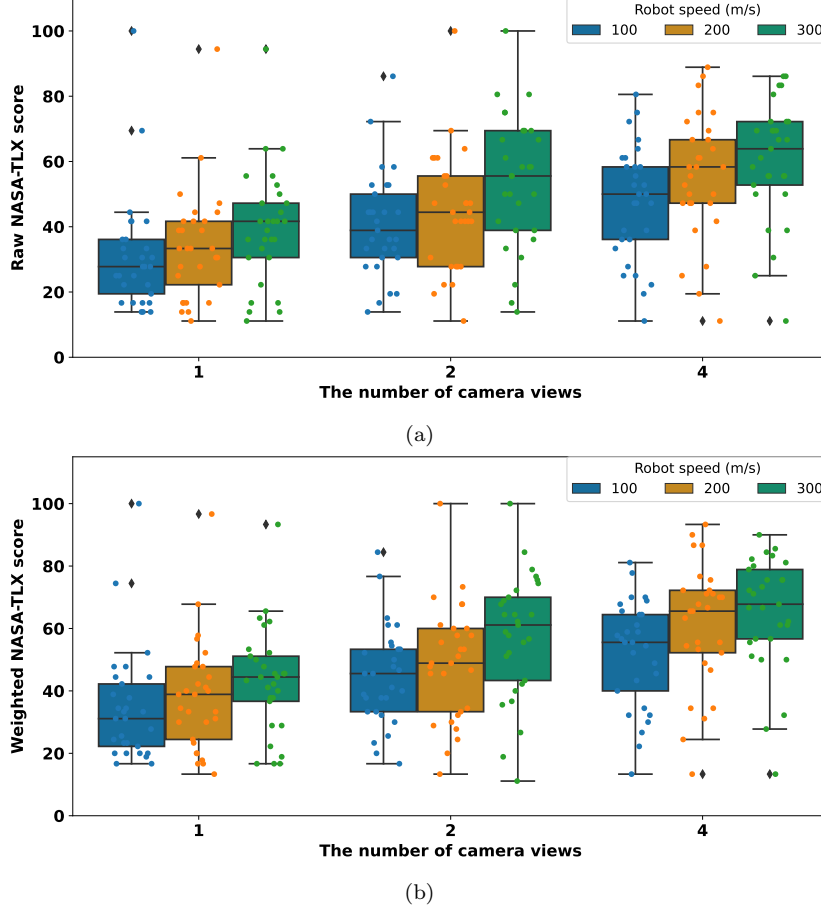 Robot speed (m/s)
100 200 300
100
80
60
40
20
0
Raw NASA-TLX score
1 2 4
The number of camera views
(a)
Robot speed (m/s)
100 200 300
100
80
60
40
20
0
Weighted NASA-TLX score
1 2 4
The number of camera views
(b)